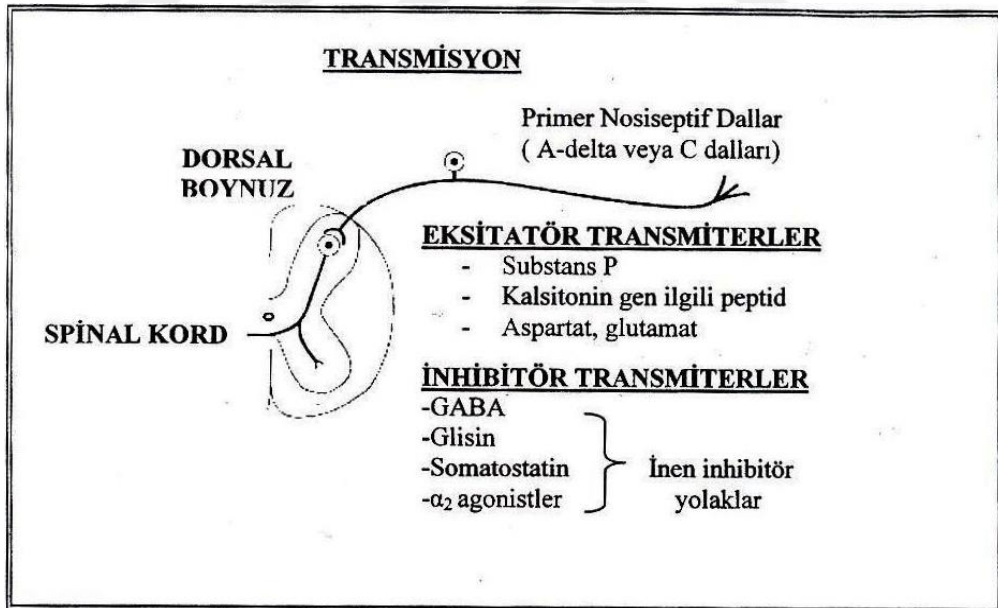 TRANSMİSYON
Primer Nosiseptif Dallar
( A-delta veya C dalları)
DORSAL
BOYNUZ
EKSİTATÖR TRANSMİTERLER
- Substans P
- Kalsitonin gen ilgili peptid
- Aspartat, glutamat
SPİNAL KORD
İNHİBİTÖR TRANSMİTERLER
-GABA
-Glisin
-Somatostatin
-α₂ agonistler
İnen inhibitör
yolaklar